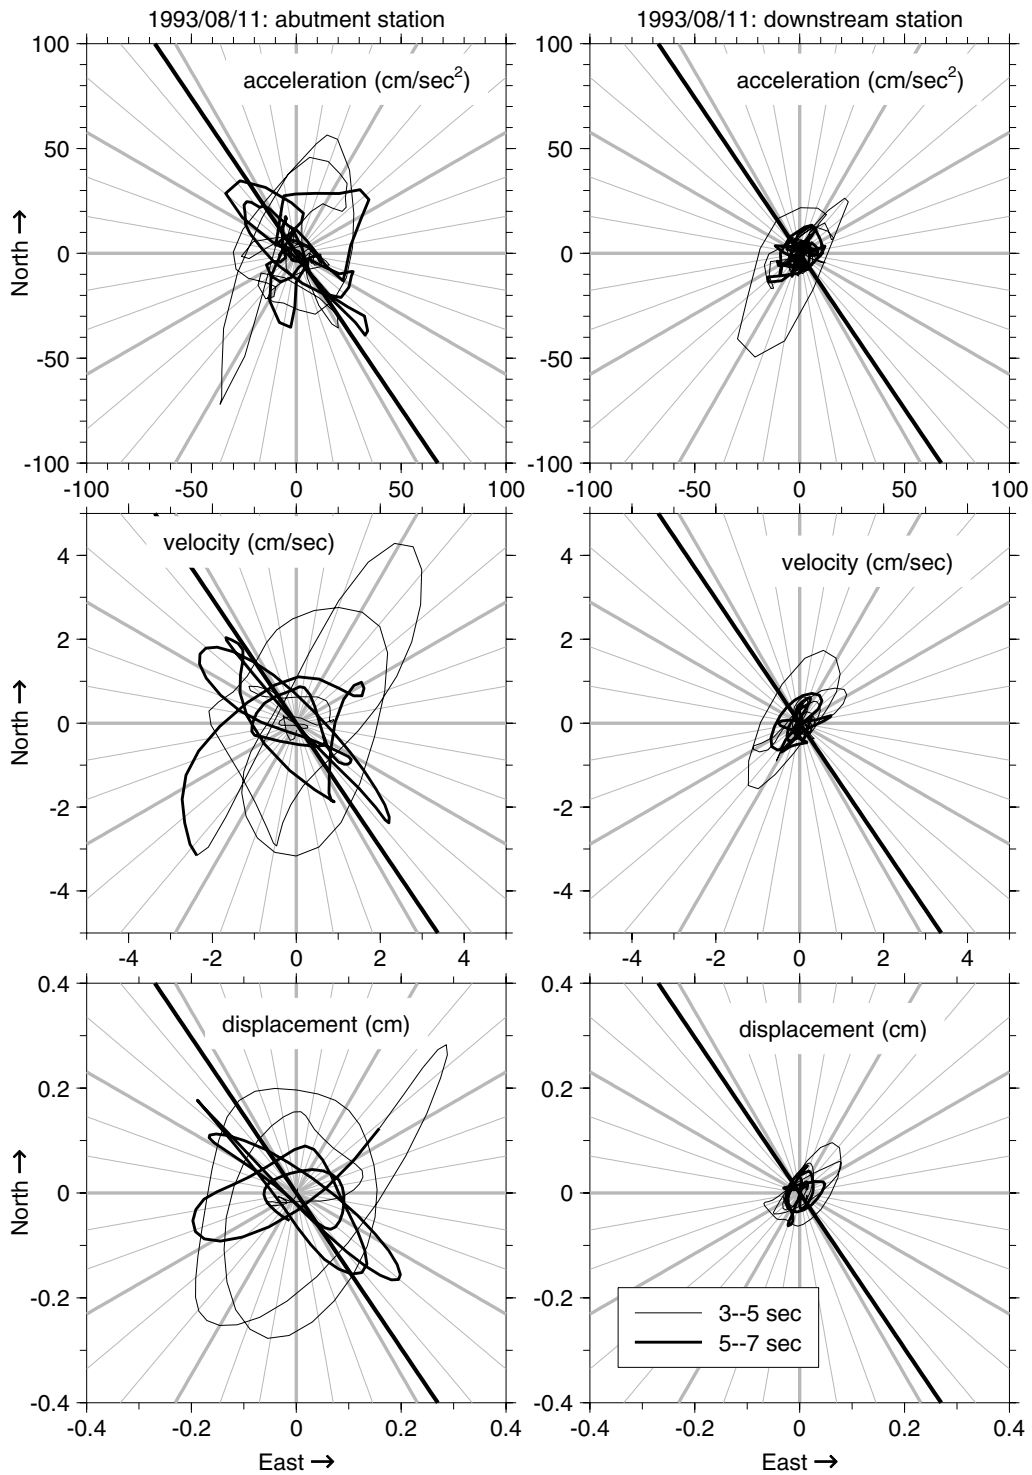 1993/08/11: abutment station
1993/08/11: downstream station
100
50
0
-50
-100
North →
acceleration (cm/sec²)
-100 -50 0 50 100
100
50
0
-50
-100
acceleration (cm/sec²)
-100 -50 0 50 100
4
2
0
-2
-4
North →
velocity (cm/sec)
-4 -2 0 2 4
4
2
0
-2
-4
velocity (cm/sec)
-4 -2 0 2 4
0.4
0.2
0
-0.2
-0.4
North →
displacement (cm)
-0.4 -0.2 0 0.2 0.4
East →
0.4
0.2
0
-0.2
-0.4
displacement (cm)
3--5 sec
5--7 sec
-0.4 -0.2 0 0.2 0.4
East →